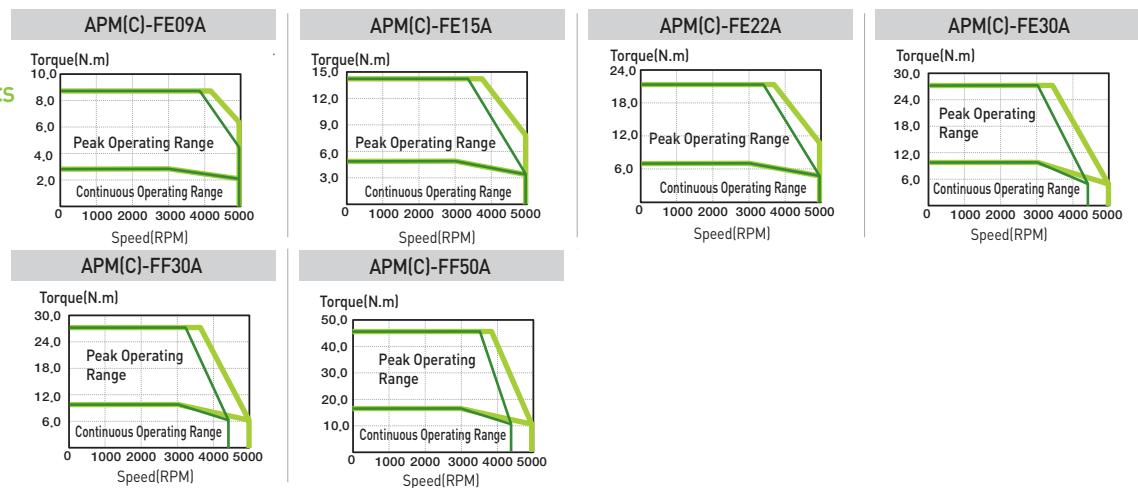 APM(C)-FE09A
APM(C)-FE15A
APM(C)-FE22A
APM(C)-FE30A
cs
Torque(N.m)
10,0
8,0
6,0
4,0
2,0
Peak Operating Range
Continuous Operating Range
0 1000 2000 3000 4000 5000
Speed(RPM)
Torque(N.m)
15,0
12,0
9,0
6,0
3,0
Peak Operating Range
Continuous Operating Range
0 1000 2000 3000 4000 5000
Speed(RPM)
Torque(N.m)
24,0
18,0
12,0
6,0
Peak Operating Range
Continuous Operating Range
0 1000 2000 3000 4000 5000
Speed(RPM)
Torque(N.m)
30,0
24,0
18,0
12,0
6,0
Peak Operating
Range
Continuous Operating Range
0 1000 2000 3000 4000 5000
Speed(RPM)
APM(C)-FF30A
APM(C)-FF50A
Torque(N.m)
30,0
24,0
18,0
12,0
6,0
Peak Operating
Range
Continuous Operating Range
0 1000 2000 3000 4000 5000
Speed(RPM)
Torque(N.m)
50,0
40,0
30,0
20,0
10,0
Peak Operating
Range
Continuous Operating Range
0 1000 2000 3000 4000 5000
Speed(RPM)